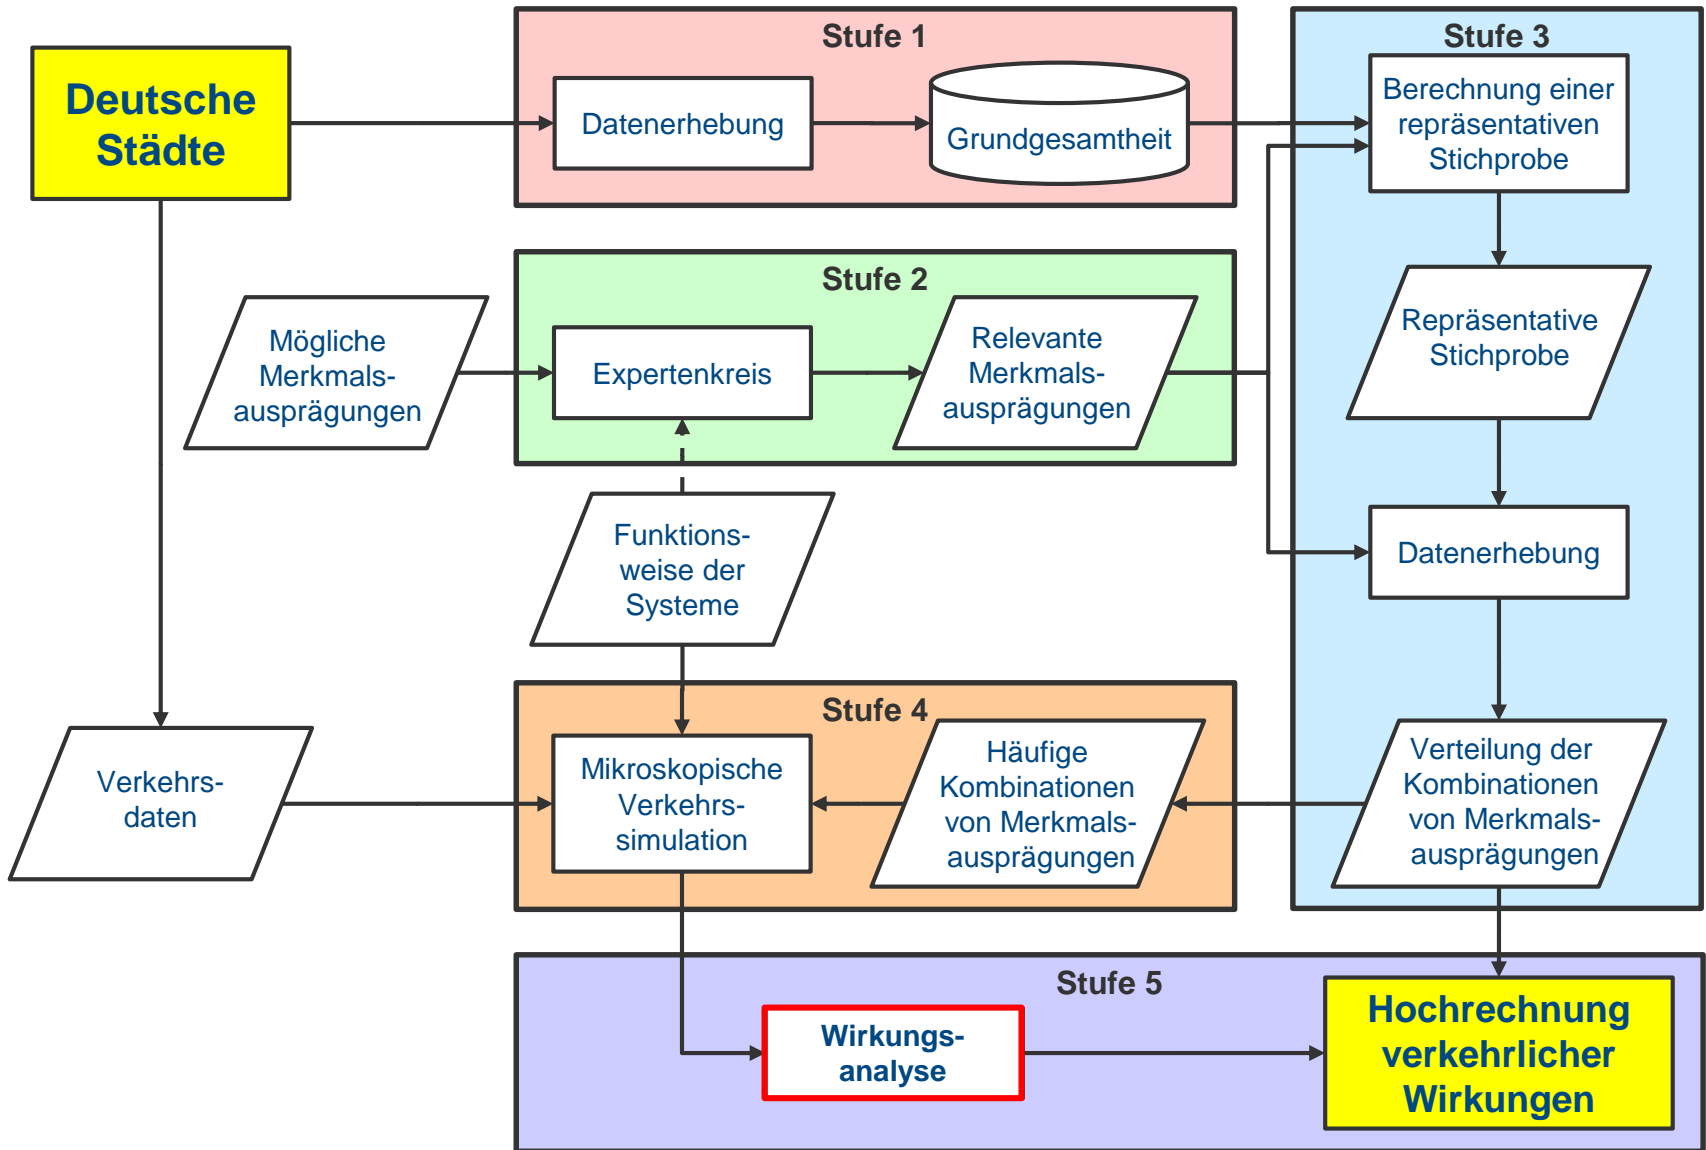 Deutsche
Städte
Stufe 1
Datenerhebung
Grundgesamtheit
Stufe 3
Berechnung einer
repräsentativen
Stichprobe
Repräsentative
Stichprobe
Datenerhebung
Verteilung der
Kombinationen
von Merkmals-
ausprägungen
Mögliche
Merkmals-
ausprägungen
Stufe 2
Expertenkreis
Relevante
Merkmals-
ausprägungen
Funktions-
weise der
Systeme
Verkehrs-
daten
Stufe 4
Mikroskopische
Verkehrs-
simulation
Häufige
Kombinationen
von Merkmals-
ausprägungen
Stufe 5
Wirkungs-
analyse
Hochrechnung
verkehrlicher
Wirkungen